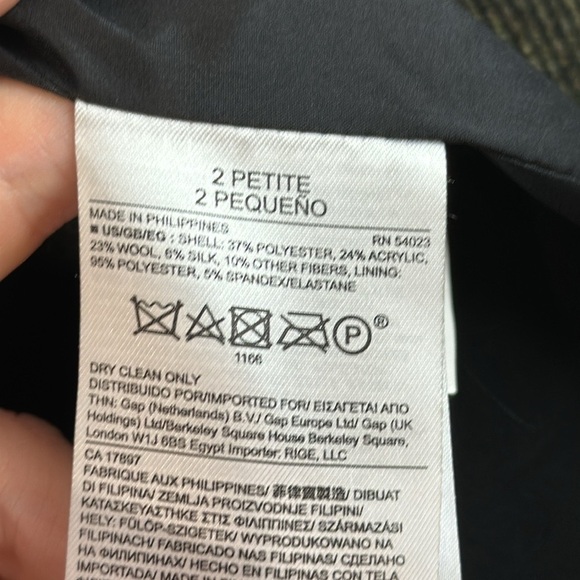 2 PETITE
2 PEQUEÑO
MADE IN PHILIPPINES RN 54023
■ US/GB/EG : SHELL: 37% POLYESTER, 24% ACRYLIC,
23% WOOL, 6% SILK, 10% OTHER FIBERS, LINING:
95% POLYESTER, 5% SPANDEX/ELASTANE
P ®
1166
DRY CLEAN ONLY
DISTRIBUIDO POR/IMPORTED FOR/ ΕΙΣΑΓΕΤΑΙ ΑΠΟ
THN: Gap (Netherlands) B.V./ Gap Europe Ltd/ Gap (UK
Holdings) Ltd/Berkeley Square House Berkeley Square,
London W1J 6BS Egypt Importer: RIGE, LLC
CA 17897
FABRIQUE AUX PHILIPPINES/ 菲律賓製造/ DIBUAT
DI FILIPINA/ ZEMLJA PROIZVODNJE FILIPINI/
ΚΑΤΑΣΚΕΥΑΣΤΗΚΕ ΣΤΙΣ ΦΙΛΙΠΠΙΝΕΣ/ SZÁRMAZÁSI
HELY: FÜLÖP-SZIGETEK/ WYPRODUKOWANO NA
FILIPINACH/ FABRICADO NAS FILIPINAS/ СДЕЛАНО
НА ФИЛИППИНАХ/ HECHO EN FILIPINAS CON TELA
IMPORTADA/ MADE IN